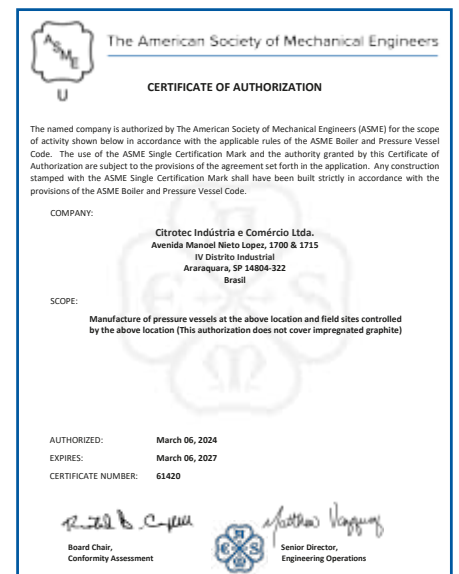 ASME
The American Society of Mechanical Engineers
U
CERTIFICATE OF AUTHORIZATION
The named company is authorized by The American Society of Mechanical Engineers (ASME) for the scope
of activity shown below in accordance with the applicable rules of the ASME Boiler and Pressure Vessel
Code. The use of the ASME Single Certification Mark and the authority granted by this Certificate of
Authorization are subject to the provisions of the agreement set forth in the application. Any construction
stamped with the ASME Single Certification Mark shall have been built strictly in accordance with the
provisions of the ASME Boiler and Pressure Vessel Code.
COMPANY:
Citrotec Indústria e Comércio Ltda.
Avenida Manoel Nieto Lopez, 1700 & 1715
IV Distrito Industrial
Araraquara, SP 14804-322
Brasil
SCOPE:
Manufacture of pressure vessels at the above location and field sites controlled
by the above location (This authorization does not cover impregnated graphite)
AUTHORIZED: March 06, 2024
EXPIRES: March 06, 2027
CERTIFICATE NUMBER: 61420
Board Chair,
Conformity Assessment
Senior Director,
Engineering Operations